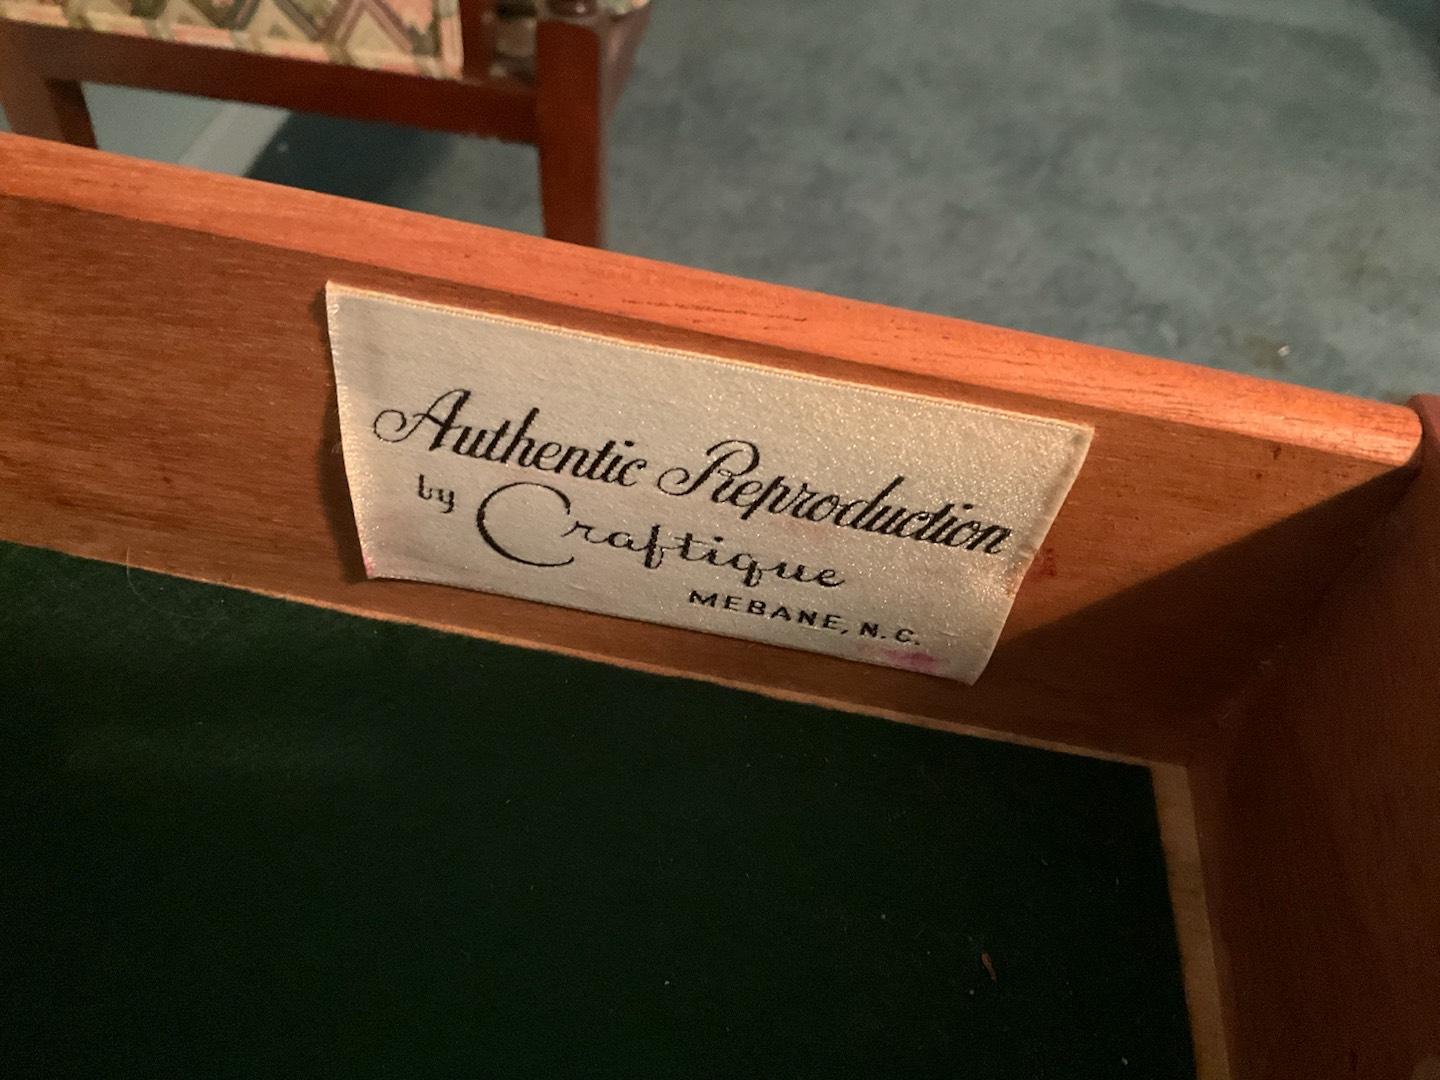 Authentic Reproduction
by Craftique
MEBANE, N.C.